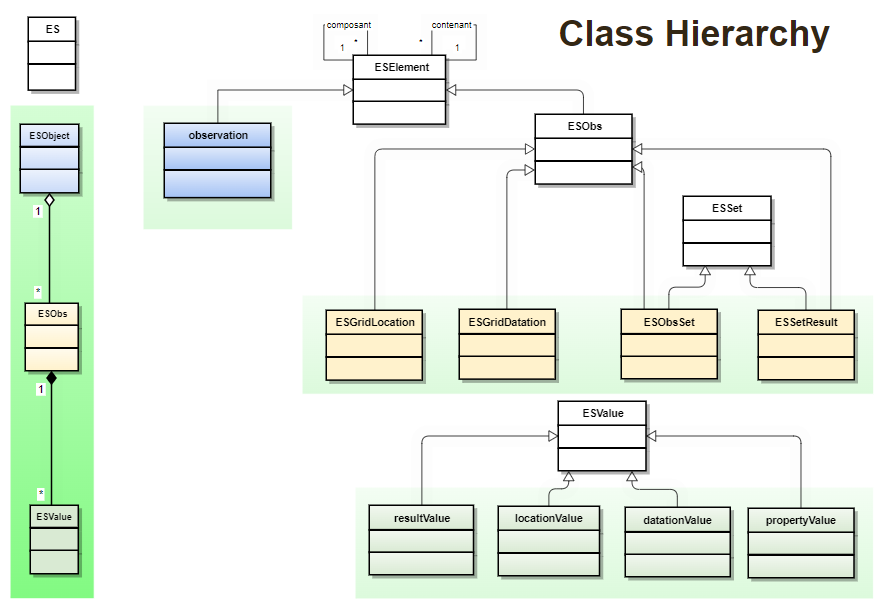 Class Hierarchy
ES
composant
contenant
1
*
*
1
ESElement
ESObject
1
*
ESObs
1
*
ESValue
observation
ESObs
ESSet
ESGridLocation
ESGridDatation
ESObsSet
ESSetResult
ESValue
resultValue
locationValue
datationValue
propertyValue